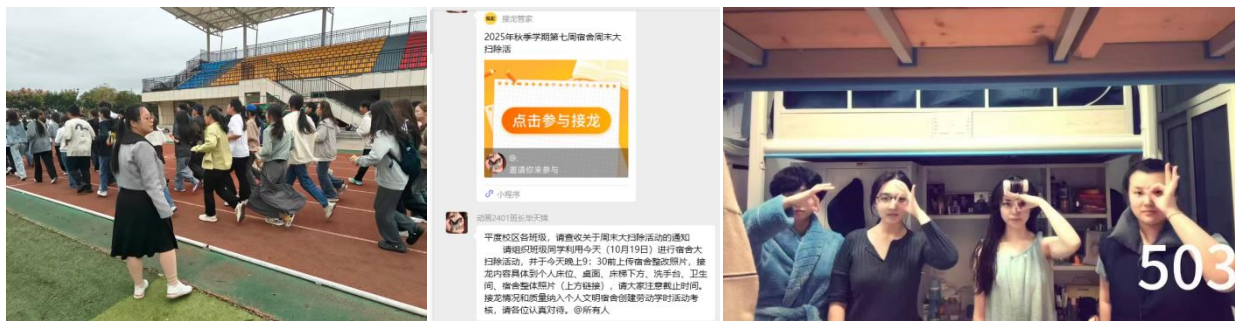 接龙管家
2025年秋季学期第七周宿舍周末大
扫除活
点击参与接龙
@
邀请你来参与
小程序
动画2401班长毕天嬌
平度校区各班级，请查收关于周末大扫除活动的通知
请组织班级同学利用今天（10月19日）进行宿舍大
扫除活动，并于今天晚上9：30前上传宿舍整改照片，接
龙内容具体到个人床位、桌面、床梯下方、洗手台、卫生
间、宿舍整体照片（上方链接），请大家注意截止时间。
接龙情况和质量纳入个人文明宿舍创建劳动学时活动考
核，请各位认真对待。@所有人
503